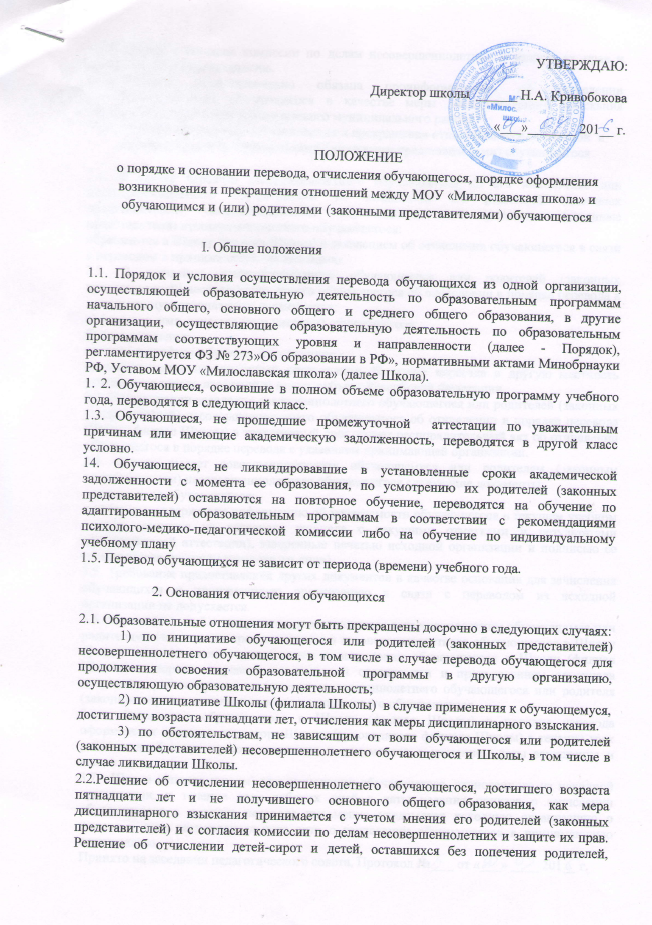 УТВЕРЖДАЮ:
Директор школы Н.А. Кривобокова
« » 04 2016 г.
ПОЛОЖЕНИЕ
о порядке и основании перевода, отчисления обучающегося, порядке оформления
возникновения и прекращения отношений между МОУ «Милославская школа» и
обучающимся и (или) родителями (законными представителями) обучающегося
I. Общие положения
1.1. Порядок и условия осуществления перевода обучающихся из одной организации,
осуществляющей образовательную деятельность по образовательным программам
начального общего, основного общего и среднего общего образования, в другие
организации, осуществляющие образовательную деятельность по образовательным
программам соответствующих уровня и направленности (далее - Порядок),
регламентируется ФЗ № 273»Об образовании в РФ», нормативными актами Минобрнауки
РФ, Уставом МОУ «Милославская школа» (далее Школа).
1. 2. Обучающиеся, освоившие в полном объеме образовательную программу учебного
года, переводятся в следующий класс.
1.3. Обучающиеся, не прошедшие промежуточной аттестации по уважительным
причинам или имеющие академическую задолженность, переводятся в другой класс
условно.
14. Обучающиеся, не ликвидировавшие в установленные сроки академической
задолженности с момента ее образования, по усмотрению их родителей (законных
представителей) оставляются на повторное обучение, переводятся на обучение по
адаптированным образовательным программам в соответствии с рекомендациями
психолого-медико-педагогической комиссии либо на обучение по индивидуальному
учебному плану
1.5. Перевод обучающихся не зависит от периода (времени) учебного года.
2. Основания отчисления обучающихся
2.1. Образовательные отношения могут быть прекращены досрочно в следующих случаях:
1) по инициативе обучающегося или родителей (законных представителей)
несовершеннолетнего обучающегося, в том числе в случае перевода обучающегося для
продолжения освоения образовательной программы в другую организацию,
осуществляющую образовательную деятельность;
2) по инициативе Школы (филиала Школы) в случае применения к обучающемуся,
достигшему возраста пятнадцати лет, отчисления как меры дисциплинарного взыскания.
3) по обстоятельствам, не зависящим от воли обучающегося или родителей
(законных представителей) несовершеннолетнего обучающегося и Школы, в том числе в
случае ликвидации Школы.
2.2.Решение об отчислении несовершеннолетнего обучающегося, достигшего возраста
пятнадцати лет и не получившего основного общего образования, как мера
дисциплинарного взыскания принимается с учетом мнения его родителей (законных
представителей) и с согласия комиссии по делам несовершеннолетних и защите их прав.
Решение об отчислении детей-сирот и детей, оставшихся без попечения родителей,